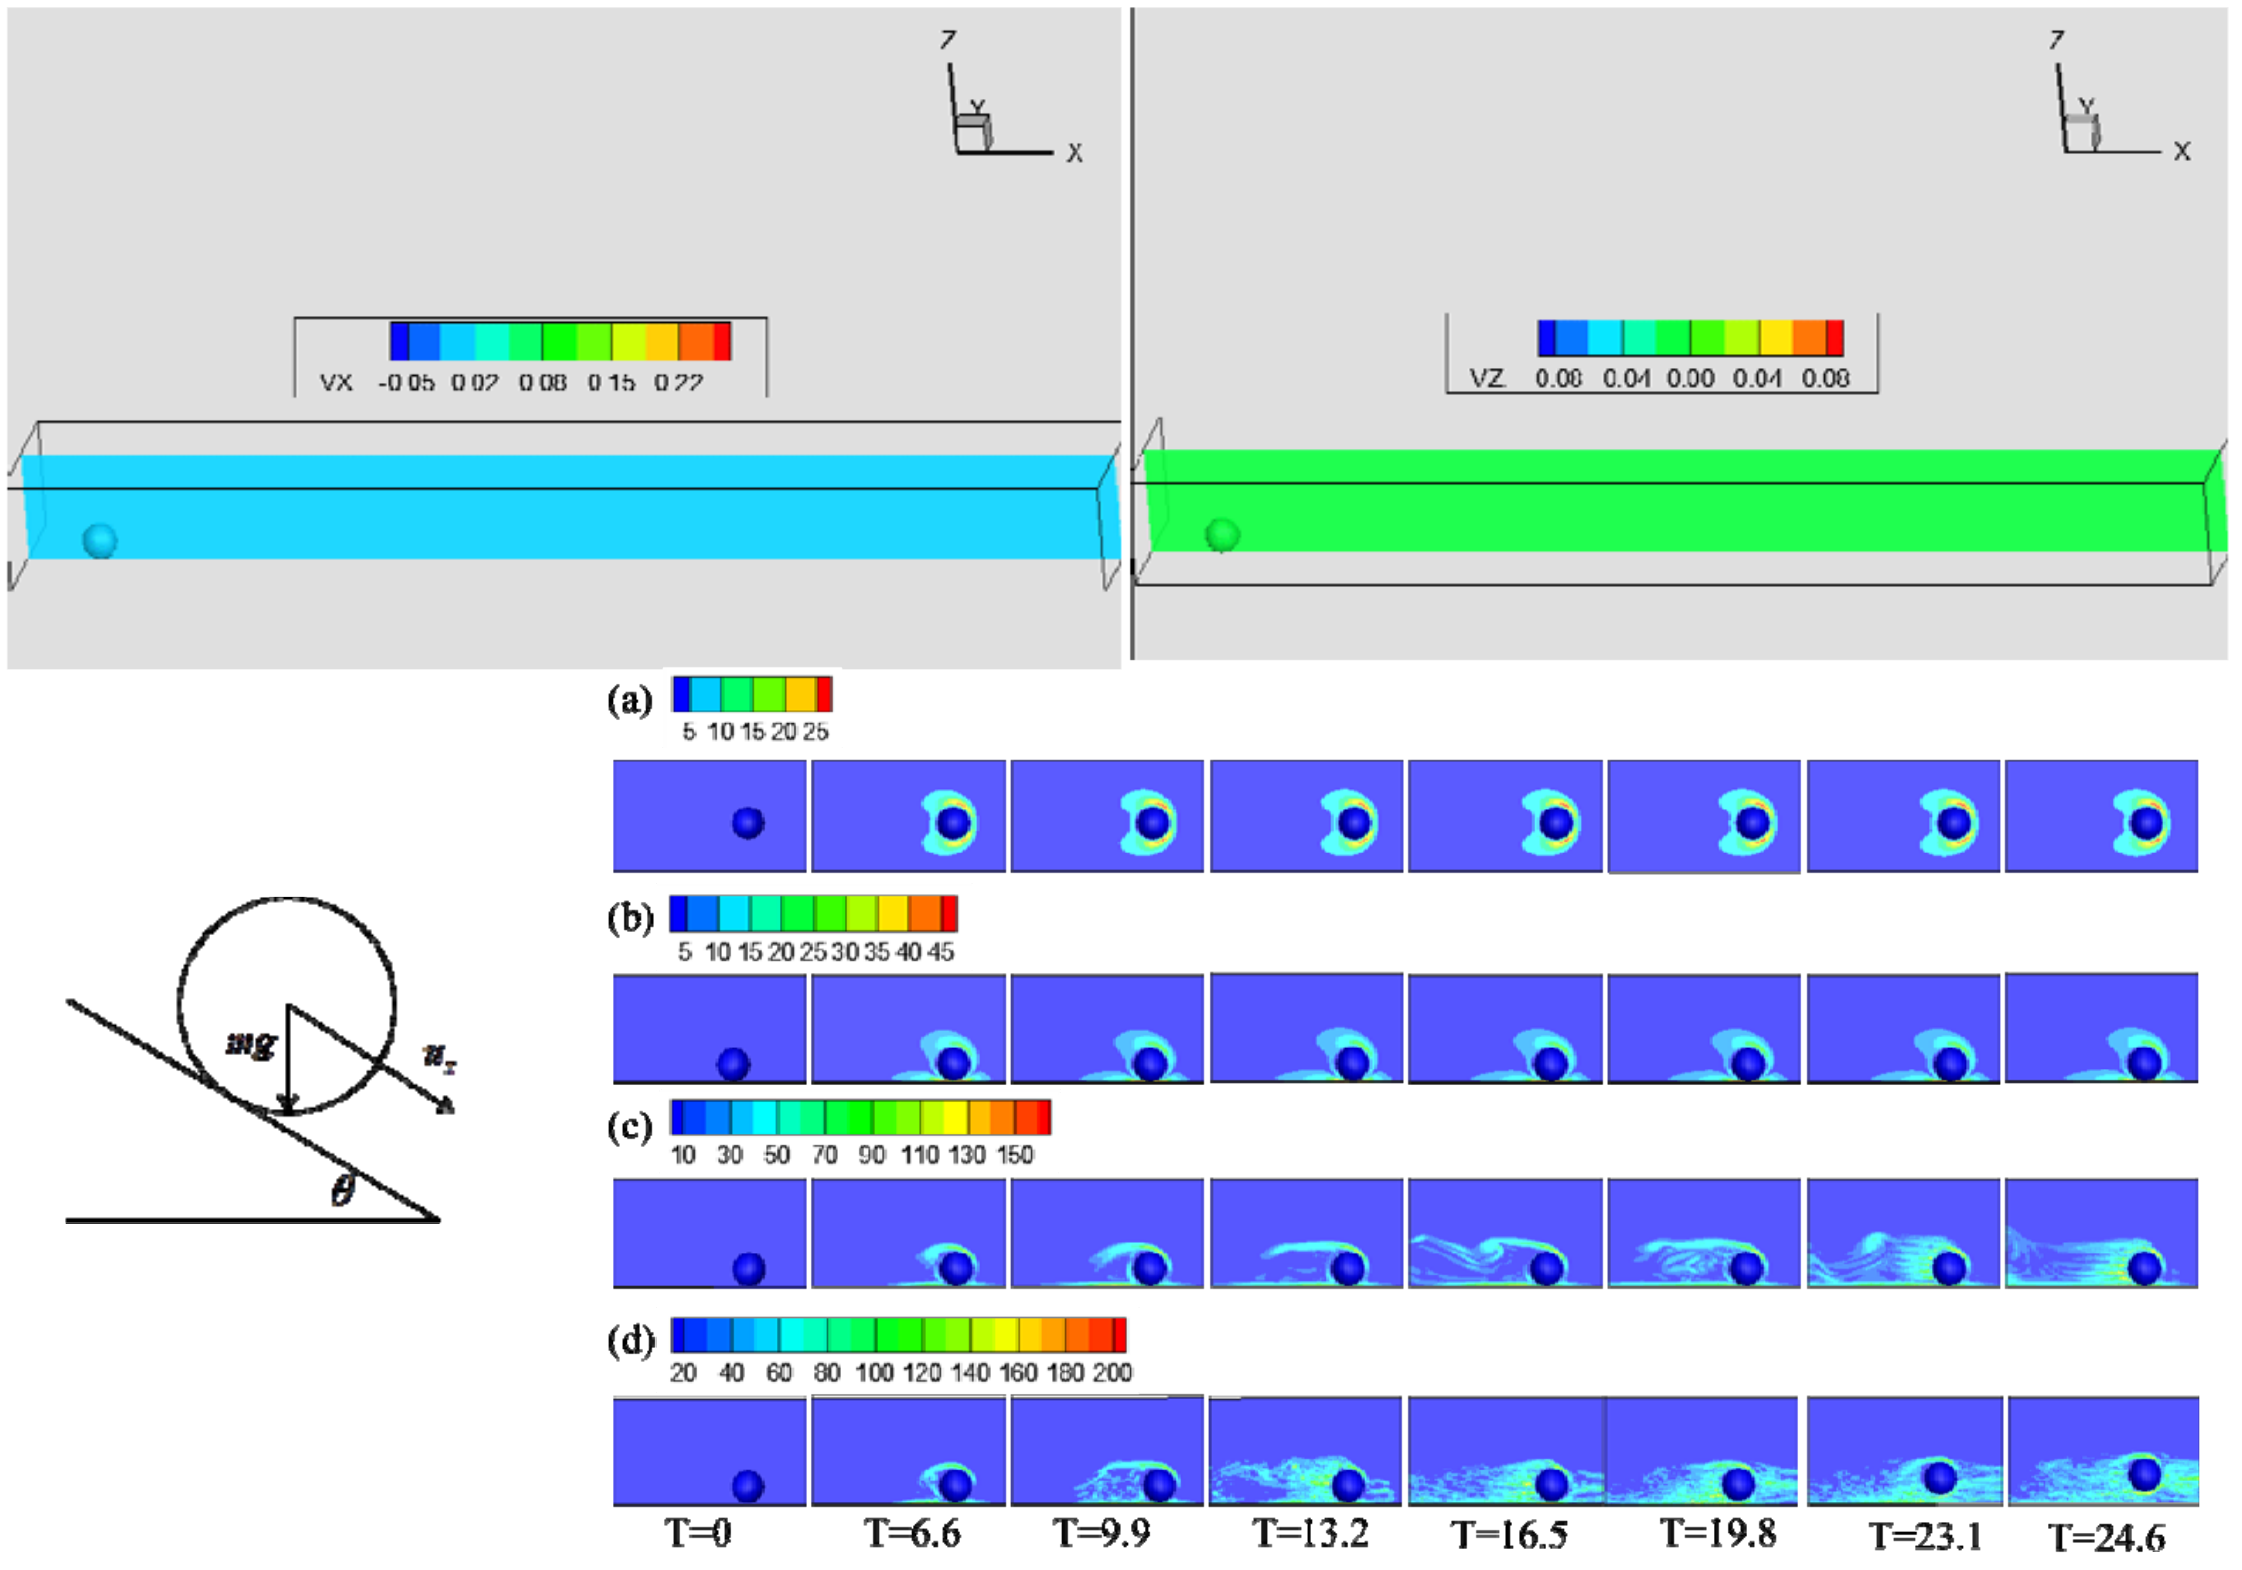 Z
Y
X
VX -0.05 0.02 0.08 0.15 0.22
Z
Y
X
VZ 0.08 0.04 0.00 0.04 0.08
(a)
5 10 15 20 25
(b)
5 10 15 20 25 30 35 40 45
mg
θ
(c)
10 30 50 70 90 110 130 150
(d)
20 40 60 80 100 120 140 160 180 200
T=0 T=6.6 T=9.9 T=13.2 T=16.5 T=19.8 T=23.1 T=24.6